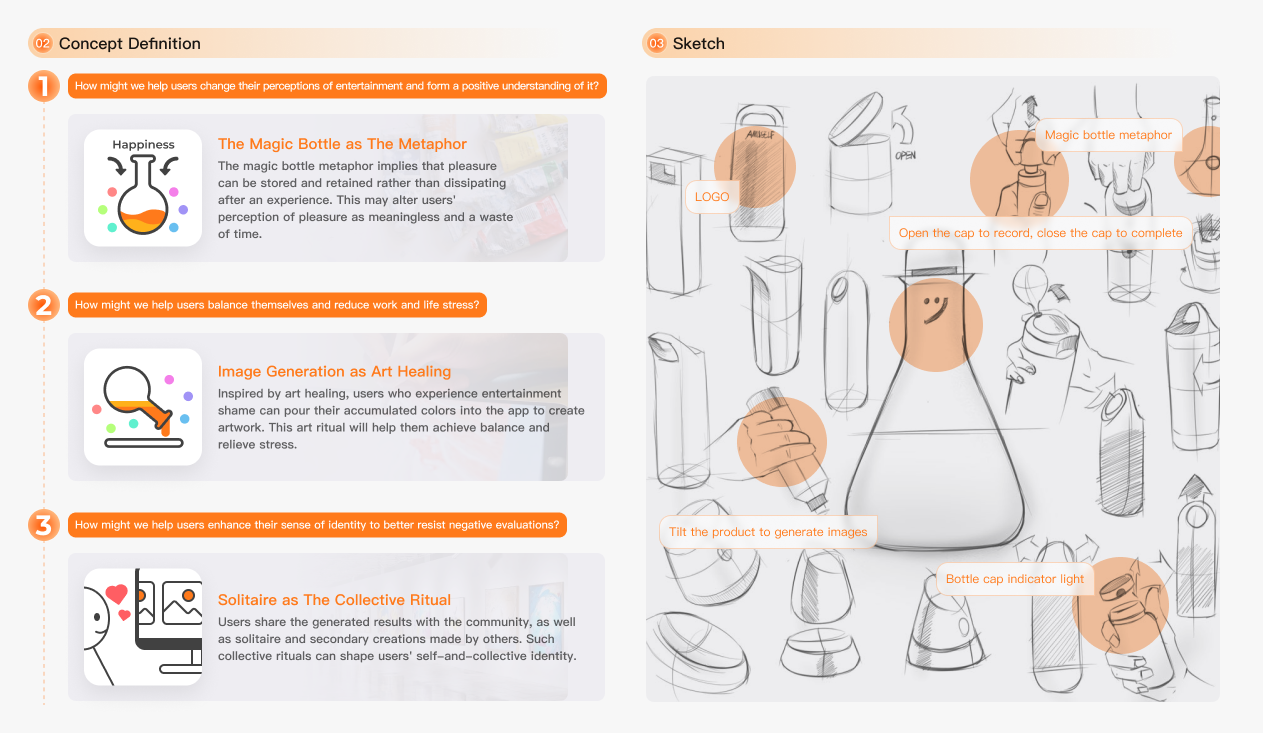 02 Concept Definition
1
How might we help users change their perceptions of entertainment and form a positive understanding of it?
Happiness
The Magic Bottle as The Metaphor
The magic bottle metaphor implies that pleasure
can be stored and retained rather than dissipating
after an experience. This may alter users'
perception of pleasure as meaningless and a waste
of time.
2
How might we help users balance themselves and reduce work and life stress?
Image Generation as Art Healing
Inspired by art healing, users who experience entertainment
shame can pour their accumulated colors into the app to create
artwork. This art ritual will help them achieve balance and
relieve stress.
3
How might we help users enhance their sense of identity to better resist negative evaluations?
Solitaire as The Collective Ritual
Users share the generated results with the community, as well
as solitaire and secondary creations made by others. Such
collective rituals can shape users' self-and-collective identity.
03 Sketch
OPEN
Magic bottle metaphor
LOGO
Open the cap to record, close the cap to complete
Tilt the product to generate images
Bottle cap indicator light